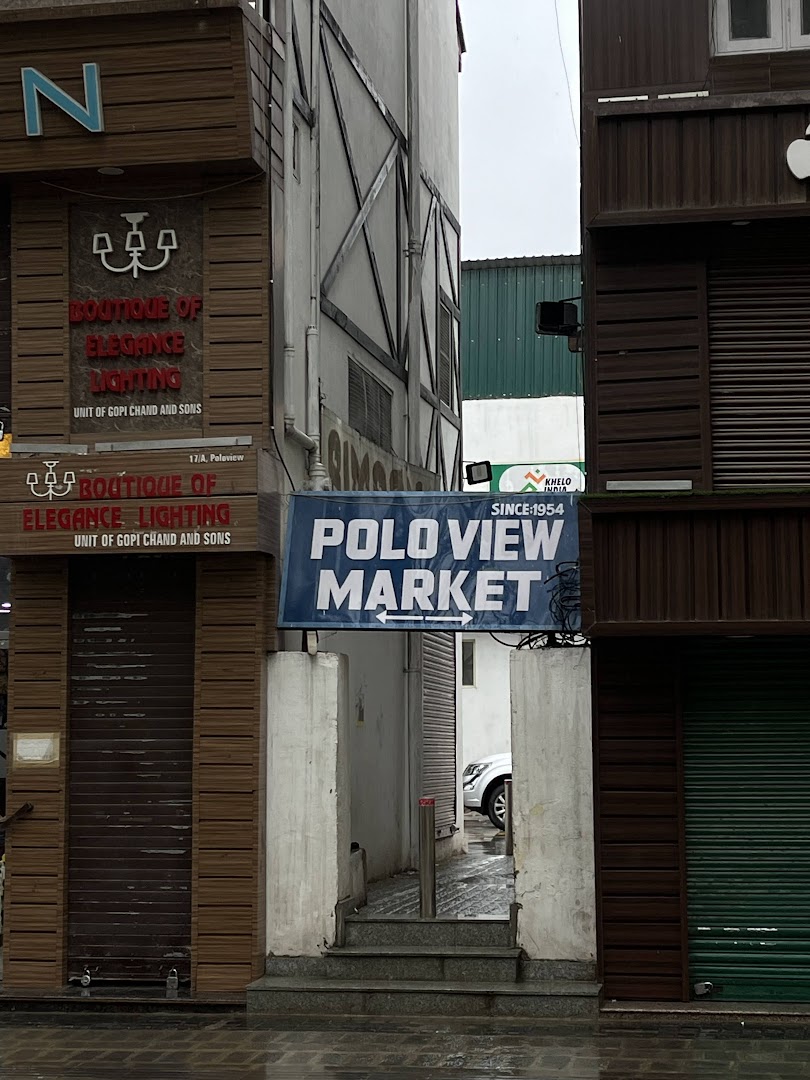 N
BOUTIQUE OF
ELEGANCE
LIGHTING
UNIT OF GOPI CHAND AND SONS
17/A, Poloview
BOUTIQUE OF
ELEGANCE LIGHTING
UNIT OF GOPI CHAND AND SONS
KHELO
INDIA
SINCE:1954
POLO VIEW
MARKET